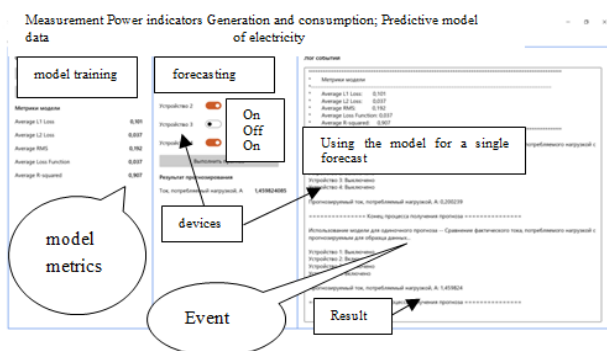 Measurement Power indicators Generation and consumption; Predictive model
data of electricity
model training
forecasting
Лог событий
Метрики модели
Average L1 Loss 0,101
Average L2 Loss 0,037
Average RMS 0,192
Average Loss Function 0,037
Average R-squared 0,907
model
metrics
Устройство 2
Устройство 3
On
Off
On
Результат прогнозирования
Ток, потребляемый нагрузкой, А 1,459824085
devices
Метрики модели
Average L1 Loss: 0,101
Average L2 Loss: 0,037
Average RMS: 0,192
Average Loss Function: 0,037
Average R-squared: 0,907
Using the model for a single
forecast
потребляемого нагрузкой с
Устройство 3: Выключено
Устройство 4: Выключено
Прогнозируемый ток, потребляемый нагрузкой, А: 0,200239
Конец процесса получения прогноза
Использование модели для одиночного прогноза -- Сравнение фактического тока, потребляемого нагрузкой с
прогнозируемым для образца данных...
Устройство 1: Выключено
Устройство 2:
потребляемый нагрузкой, А: 1,459824
получения прогноза
Event
Result